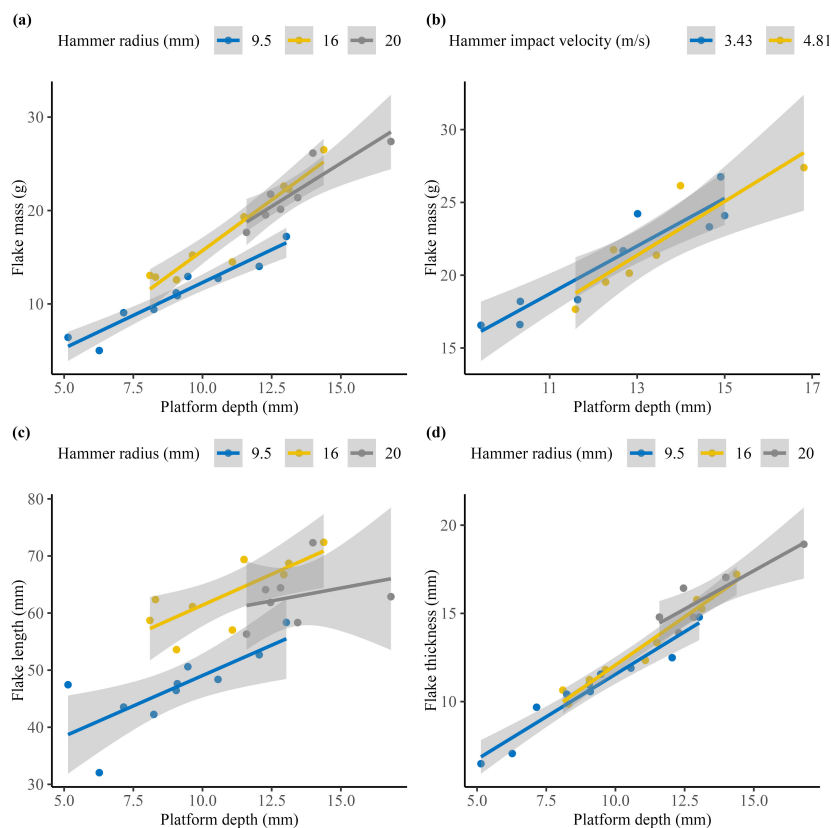 (a)
Hammer radius (mm) 9.5 16 20
Flake mass (g)
30
20
10
5.0 7.5 10.0 12.5 15.0
Platform depth (mm)
(b)
Hammer impact velocity (m/s) 3.43 4.81
Flake mass (g)
30
25
20
15
11 13 15 17
Platform depth (mm)
(c)
Hammer radius (mm) 9.5 16 20
Flake length (mm)
80
70
60
50
40
30
5.0 7.5 10.0 12.5 15.0
Platform depth (mm)
(d)
Hammer radius (mm) 9.5 16 20
Flake thickness (mm)
20
15
10
5.0 7.5 10.0 12.5 15.0
Platform depth (mm)